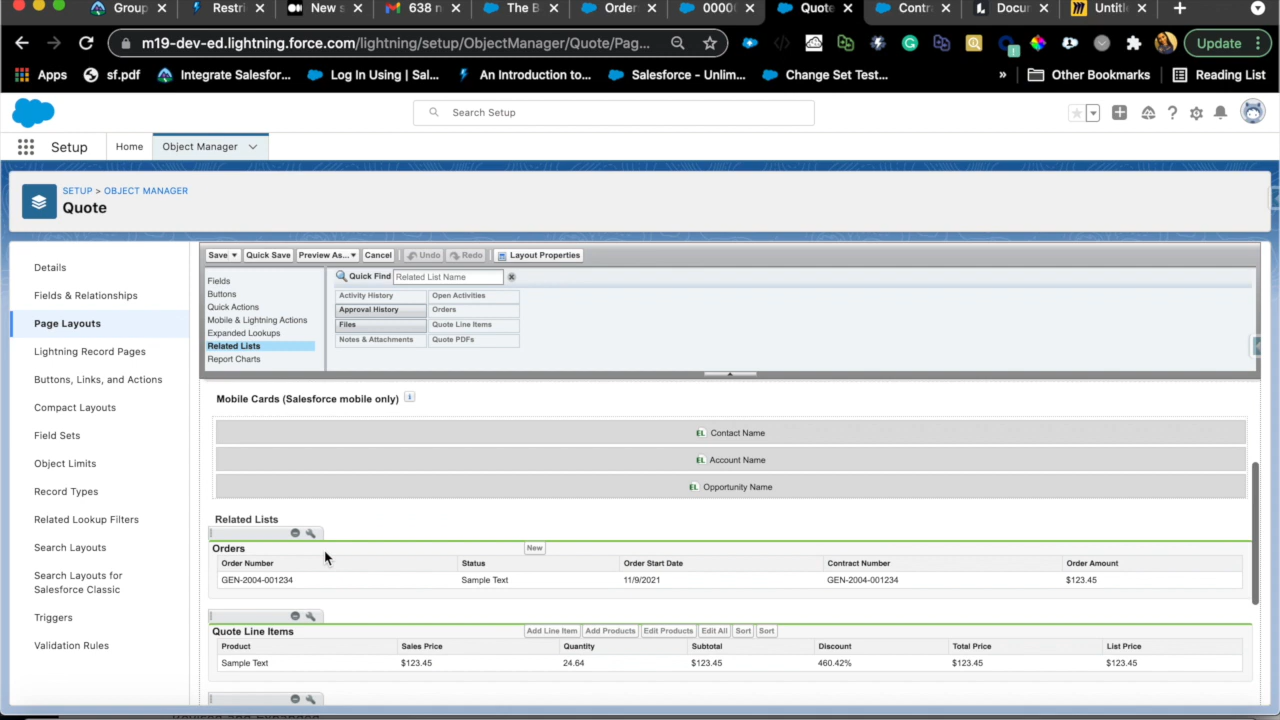 Group
Restri
New s
638 n
The B
Order
0000
Quote
Contr
Docum
Untitl
m19-dev-ed.lightning.force.com/lightning/setup/ObjectManager/Quote/Pag...
Update
Apps
sf.pdf
Integrate Salesfor...
Log In Using | Sal...
An Introduction to...
Salesforce - Unlim...
Change Set Test...
»
Other Bookmarks
Reading List
Search Setup
Setup
Home
Object Manager
SETUP > OBJECT MANAGER
Quote
Details
Fields & Relationships
Page Layouts
Lightning Record Pages
Buttons, Links, and Actions
Compact Layouts
Field Sets
Object Limits
Record Types
Related Lookup Filters
Search Layouts
Search Layouts for
Salesforce Classic
Triggers
Validation Rules
Save Quick Save Preview As... Cancel Undo Redo Layout Properties
Fields
Buttons
Quick Actions
Mobile & Lightning Actions
Expanded Lookups
Related Lists
Report Charts
Quick Find Related List Name
Activity History Open Activities
Approval History Orders
Files Quote Line Items
Notes & Attachments Quote PDFs
Mobile Cards (Salesforce mobile only)
EL Contact Name
EL Account Name
EL Opportunity Name
Related Lists
Orders New
Order Number Status Order Start Date Contract Number Order Amount
GEN-2004-001234 Sample Text 11/9/2021 GEN-2004-001234 $123.45
Quote Line Items Add Line Item Add Products Edit Products Edit All Sort Sort
Product Sales Price Quantity Subtotal Discount Total Price List Price
Sample Text $123.45 24.64 $123.45 460.42% $123.45 $123.45